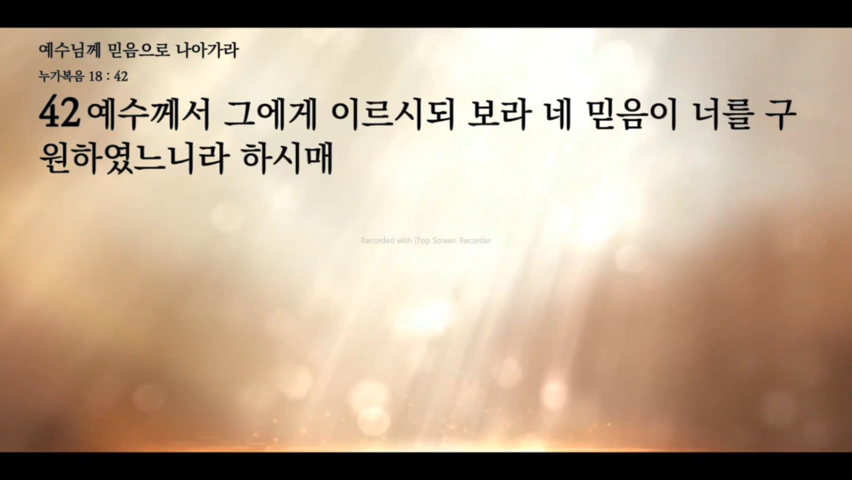 예수님께 믿음으로 나아가라
누가복음 18 : 42
42 예수께서 그에게 이르시되 보라 네 믿음이 너를 구
원하였느니라 하시매
Recorded with iTop Screen Recorder